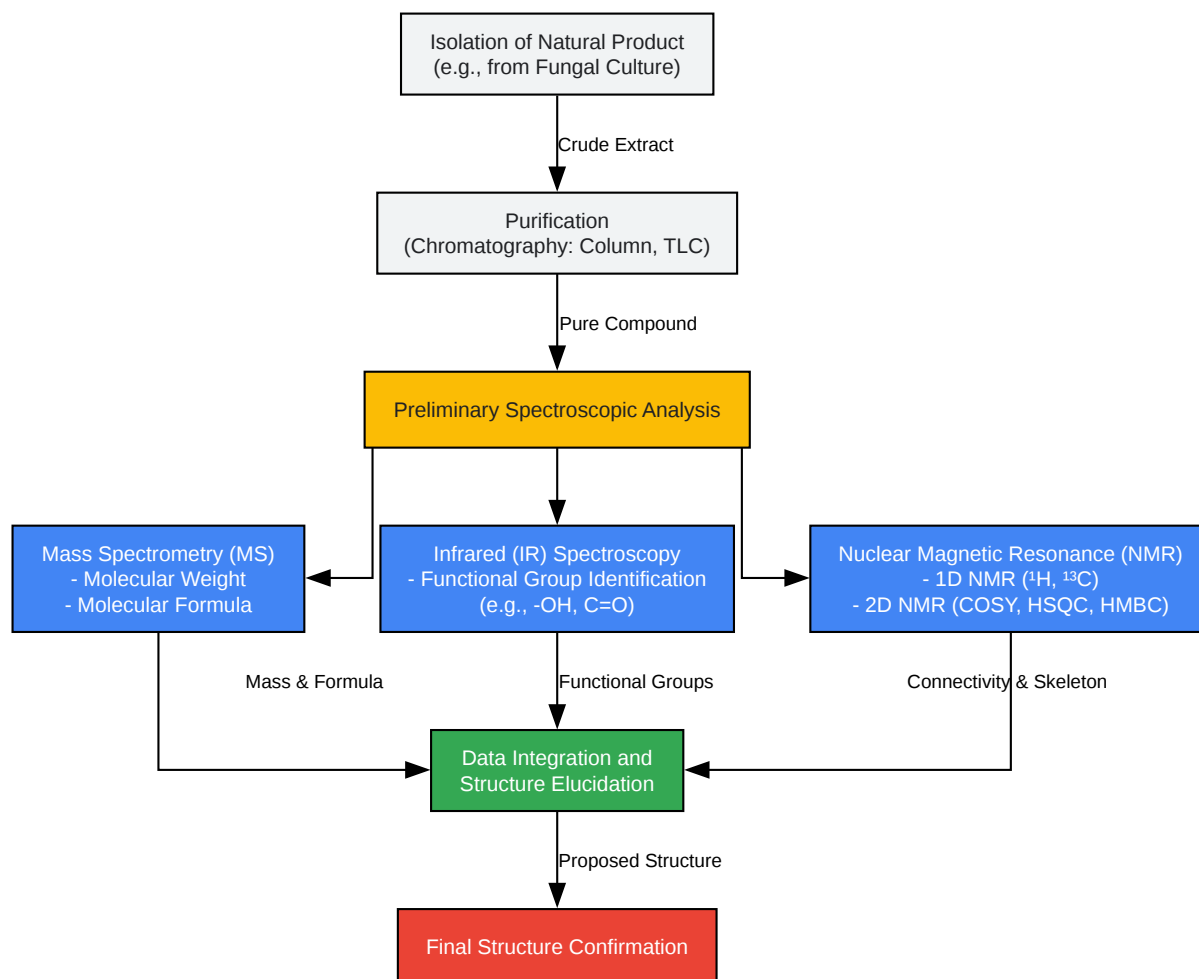 Isolation of Natural Product
(e.g., from Fungal Culture)
Crude Extract
Purification
(Chromatography: Column, TLC)
Pure Compound
Preliminary Spectroscopic Analysis
Mass Spectrometry (MS)
- Molecular Weight
- Molecular Formula
Infrared (IR) Spectroscopy
- Functional Group Identification
(e.g., -OH, C=O)
Nuclear Magnetic Resonance (NMR)
- 1D NMR (¹H, ¹³C)
- 2D NMR (COSY, HSQC, HMBC)
Mass & Formula
Functional Groups
Connectivity & Skeleton
Data Integration and
Structure Elucidation
Proposed Structure
Final Structure Confirmation